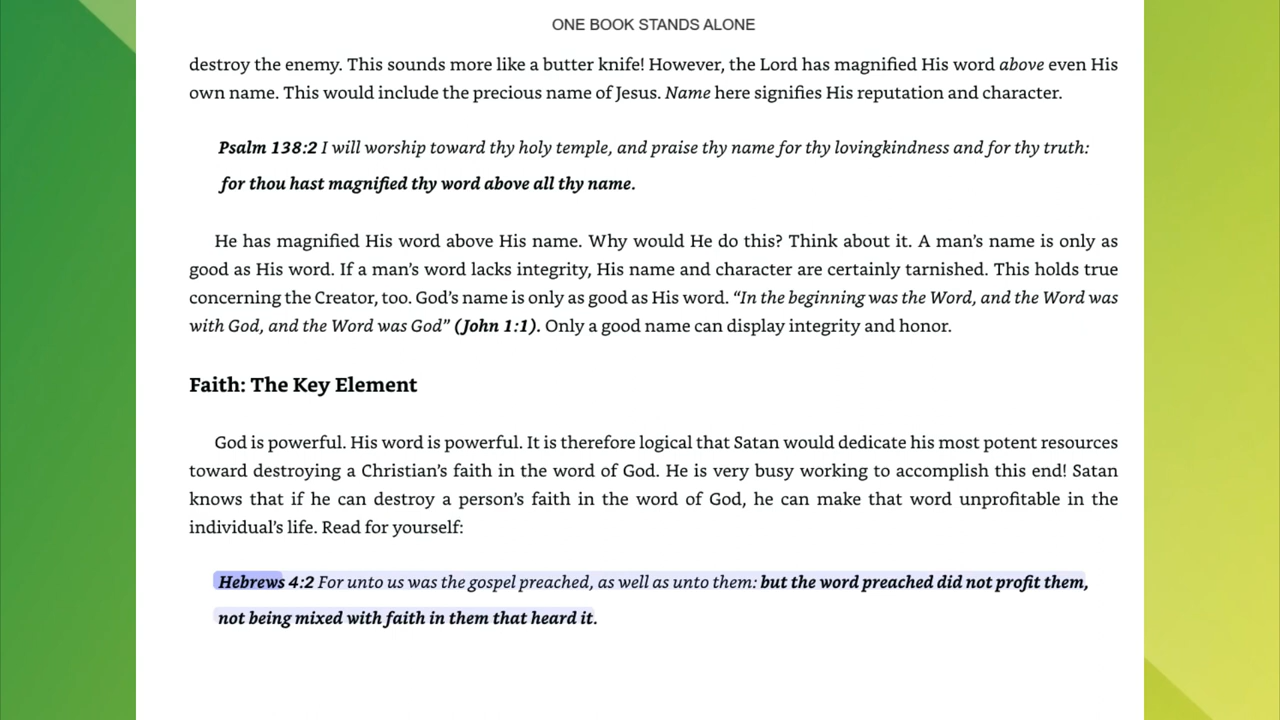 ONE BOOK STANDS ALONE
destroy the enemy. This sounds more like a butter knife! However, the Lord has magnified His word above even His
own name. This would include the precious name of Jesus. Name here signifies His reputation and character.
Psalm 138:2 I will worship toward thy holy temple, and praise thy name for thy lovingkindness and for thy truth:
for thou hast magnified thy word above all thy name.
He has magnified His word above His name. Why would He do this? Think about it. A man’s name is only as
good as His word. If a man’s word lacks integrity, His name and character are certainly tarnished. This holds true
concerning the Creator, too. God’s name is only as good as His word. “In the beginning was the Word, and the Word was
with God, and the Word was God” (John 1:1). Only a good name can display integrity and honor.
Faith: The Key Element
God is powerful. His word is powerful. It is therefore logical that Satan would dedicate his most potent resources
toward destroying a Christian’s faith in the word of God. He is very busy working to accomplish this end! Satan
knows that if he can destroy a person’s faith in the word of God, he can make that word unprofitable in the
individual’s life. Read for yourself:
Hebrews 4:2 For unto us was the gospel preached, as well as unto them: but the word preached did not profit them,
not being mixed with faith in them that heard it.